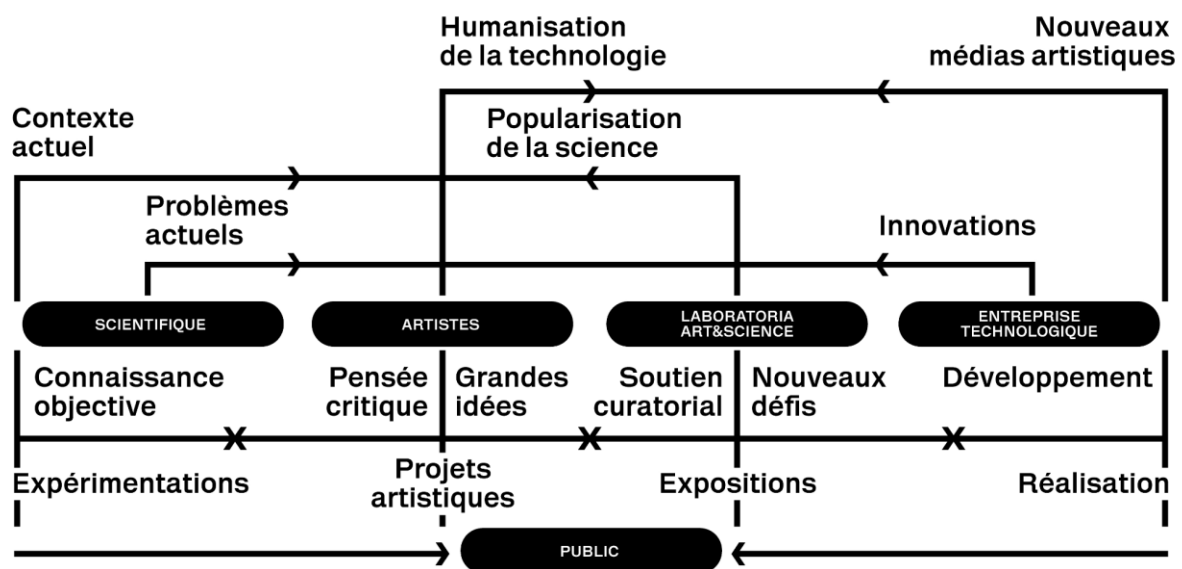 Humanisation
de la technologie
Nouveaux
médias artistiques
Contexte
actuel
Popularisation
de la science
Problèmes
actuels
Innovations
SCIENTIFIQUE
ARTISTES
LABORATORIA
ART&SCIENCE
ENTREPRISE
TECHNOLOGIQUE
Connaissance
objective
Pensée
critique
Grandes
idées
Soutien
curatorial
Nouveaux
défis
Développement
Expérimentations
Projets
artistiques
Expositions
Réalisation
PUBLIC